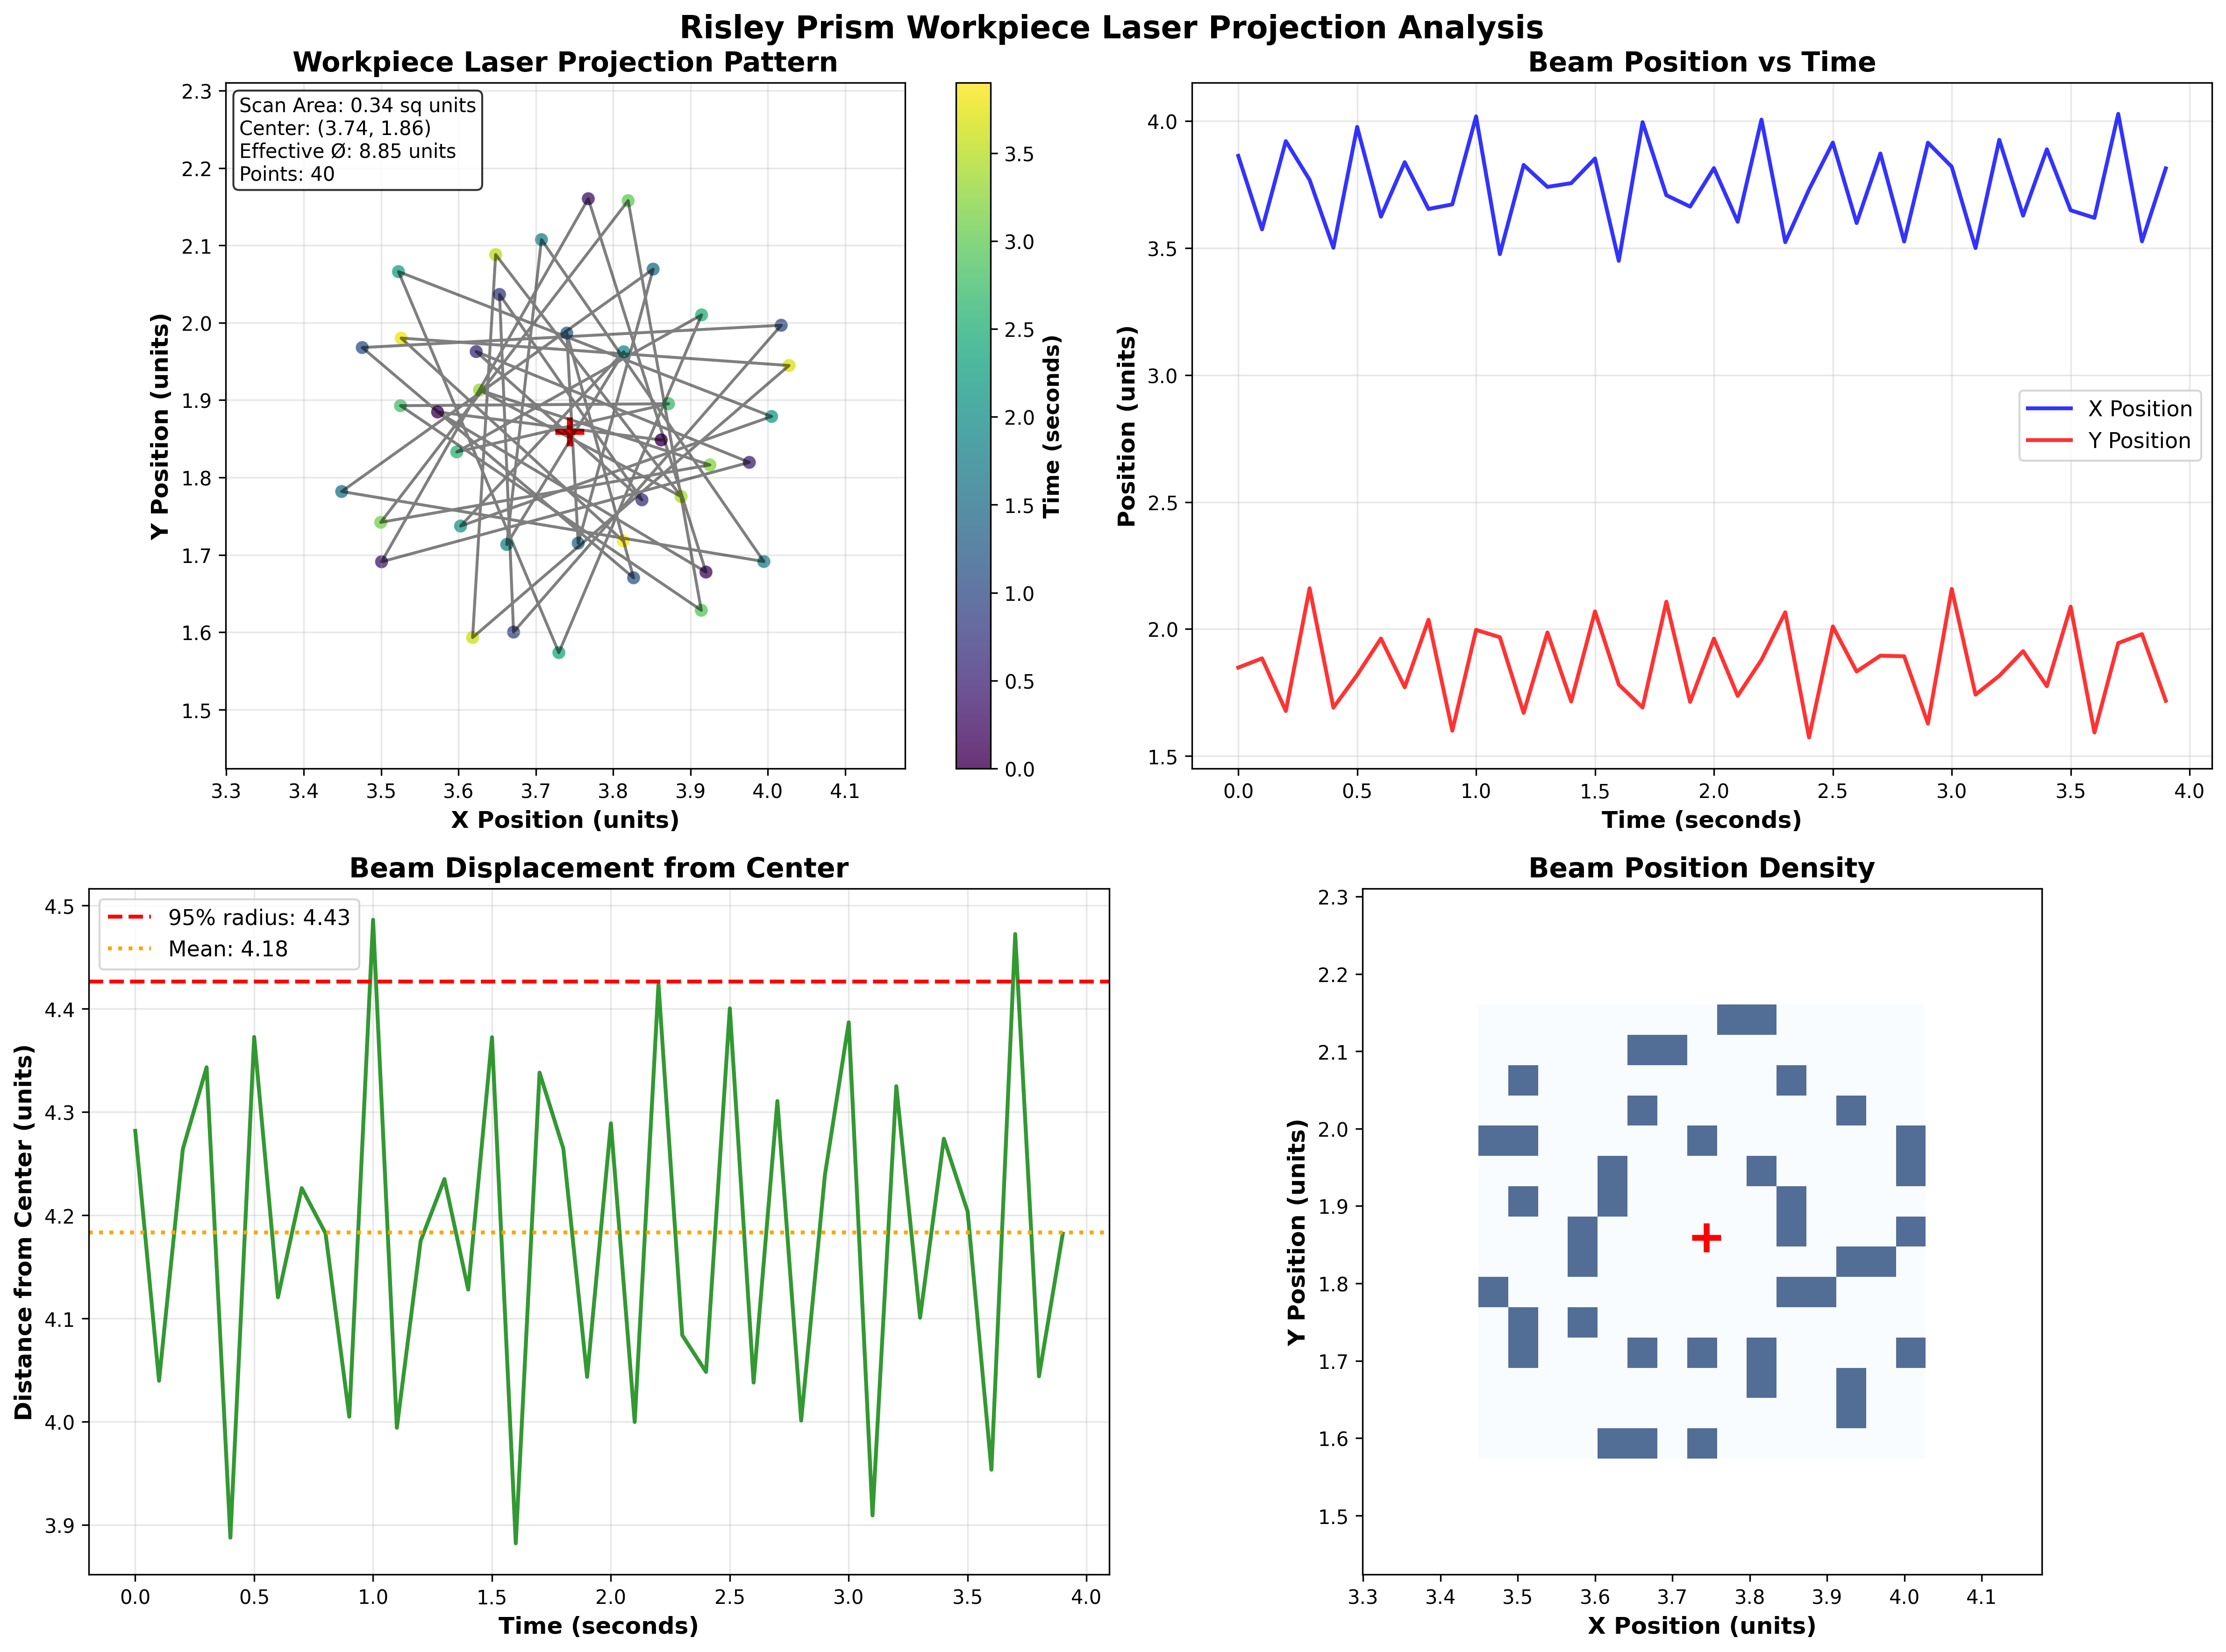 Risley Prism Workpiece Laser Projection Analysis
Workpiece Laser Projection Pattern
Scan Area: 0.34 sq units
Center: (3.74, 1.86)
Effective Ø: 8.85 units
Points: 40
Y Position (units)
2.3
2.2
2.1
2.0
1.9
1.8
1.7
1.6
1.5
3.3 3.4 3.5 3.6 3.7 3.8 3.9 4.0 4.1
X Position (units)
3.5
3.0
2.5
2.0
1.5
1.0
0.5
0.0
Time (seconds)
Beam Position vs Time
Position (units)
4.0
3.5
3.0
2.5
2.0
1.5
X Position
Y Position
0.0 0.5 1.0 1.5 2.0 2.5 3.0 3.5 4.0
Time (seconds)
Beam Displacement from Center
95% radius: 4.43
Mean: 4.18
Distance from Center (units)
4.5
4.4
4.3
4.2
4.1
4.0
3.9
0.0 0.5 1.0 1.5 2.0 2.5 3.0 3.5 4.0
Time (seconds)
Beam Position Density
Y Position (units)
2.3
2.2
2.1
2.0
1.9
1.8
1.7
1.6
1.5
3.3 3.4 3.5 3.6 3.7 3.8 3.9 4.0 4.1
X Position (units)